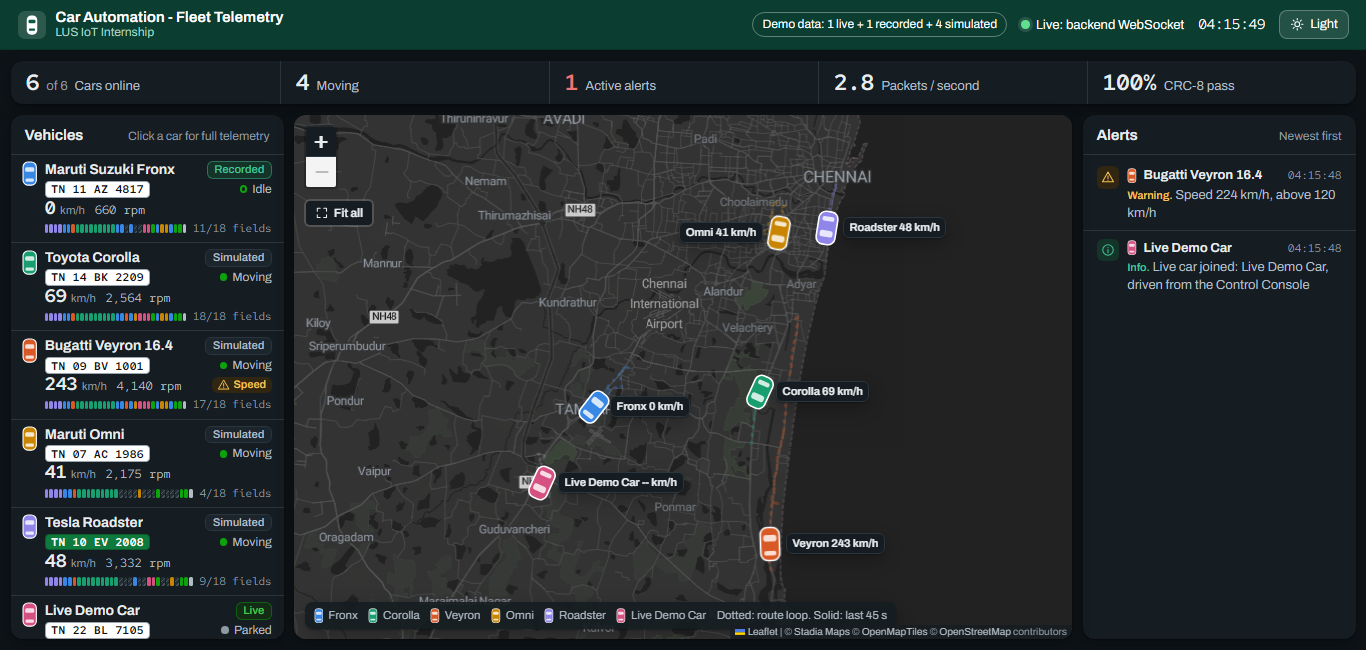 Car Automation - Fleet Telemetry
LUS IoT Internship
Demo data: 1 live + 1 recorded + 4 simulated
Live: backend WebSocket
04:15:49
Light
6 of 6 Cars online
4 Moving
1 Active alerts
2.8 Packets / second
100% CRC-8 pass
Vehicles
Click a car for full telemetry
Maruti Suzuki Fronx
Recorded
TN 11 AZ 4817
Idle
0 km/h 660 rpm
11/18 fields
Toyota Corolla
Simulated
TN 14 BK 2209
Moving
69 km/h 2,564 rpm
18/18 fields
Bugatti Veyron 16.4
Simulated
TN 09 BV 1001
Moving
243 km/h 4,140 rpm
Speed
17/18 fields
Maruti Omni
Simulated
TN 07 AC 1986
Moving
41 km/h 2,175 rpm
4/18 fields
Tesla Roadster
Simulated
TN 10 EV 2008
Moving
48 km/h 3,332 rpm
9/18 fields
Live Demo Car
Live
TN 22 BL 7105
Parked
+
−
Fit all
Thiruninravur
AVADI
Padi
Nemam
CHENNAI
NH48
Thirumazhisai
Choolaimedu
Omni 41 km/h
Roadster 48 km/h
Mannur
Chennai
International
Airport
Alandur
Adyar
Kundrathur
NH48
Kiloy
Velachery
Sriperumbudur
Pondur
Corolla 69 km/h
Fronx 0 km/h
Vaipur
Live Demo Car -- km/h
Ponmar
Guduvancheri
Oragadam
Veyron 243 km/h
Maraimalai Nagar
Fronx
Corolla
Veyron
Omni
Roadster
Live Demo Car
Dotted: route loop. Solid: last 45 s
Leaflet | © Stadia Maps © OpenMapTiles © OpenStreetMap contributors
Alerts
Newest first
Bugatti Veyron 16.4
04:15:48
Warning. Speed 224 km/h, above 120
km/h
Live Demo Car
04:15:48
Info. Live car joined: Live Demo Car,
driven from the Control Console